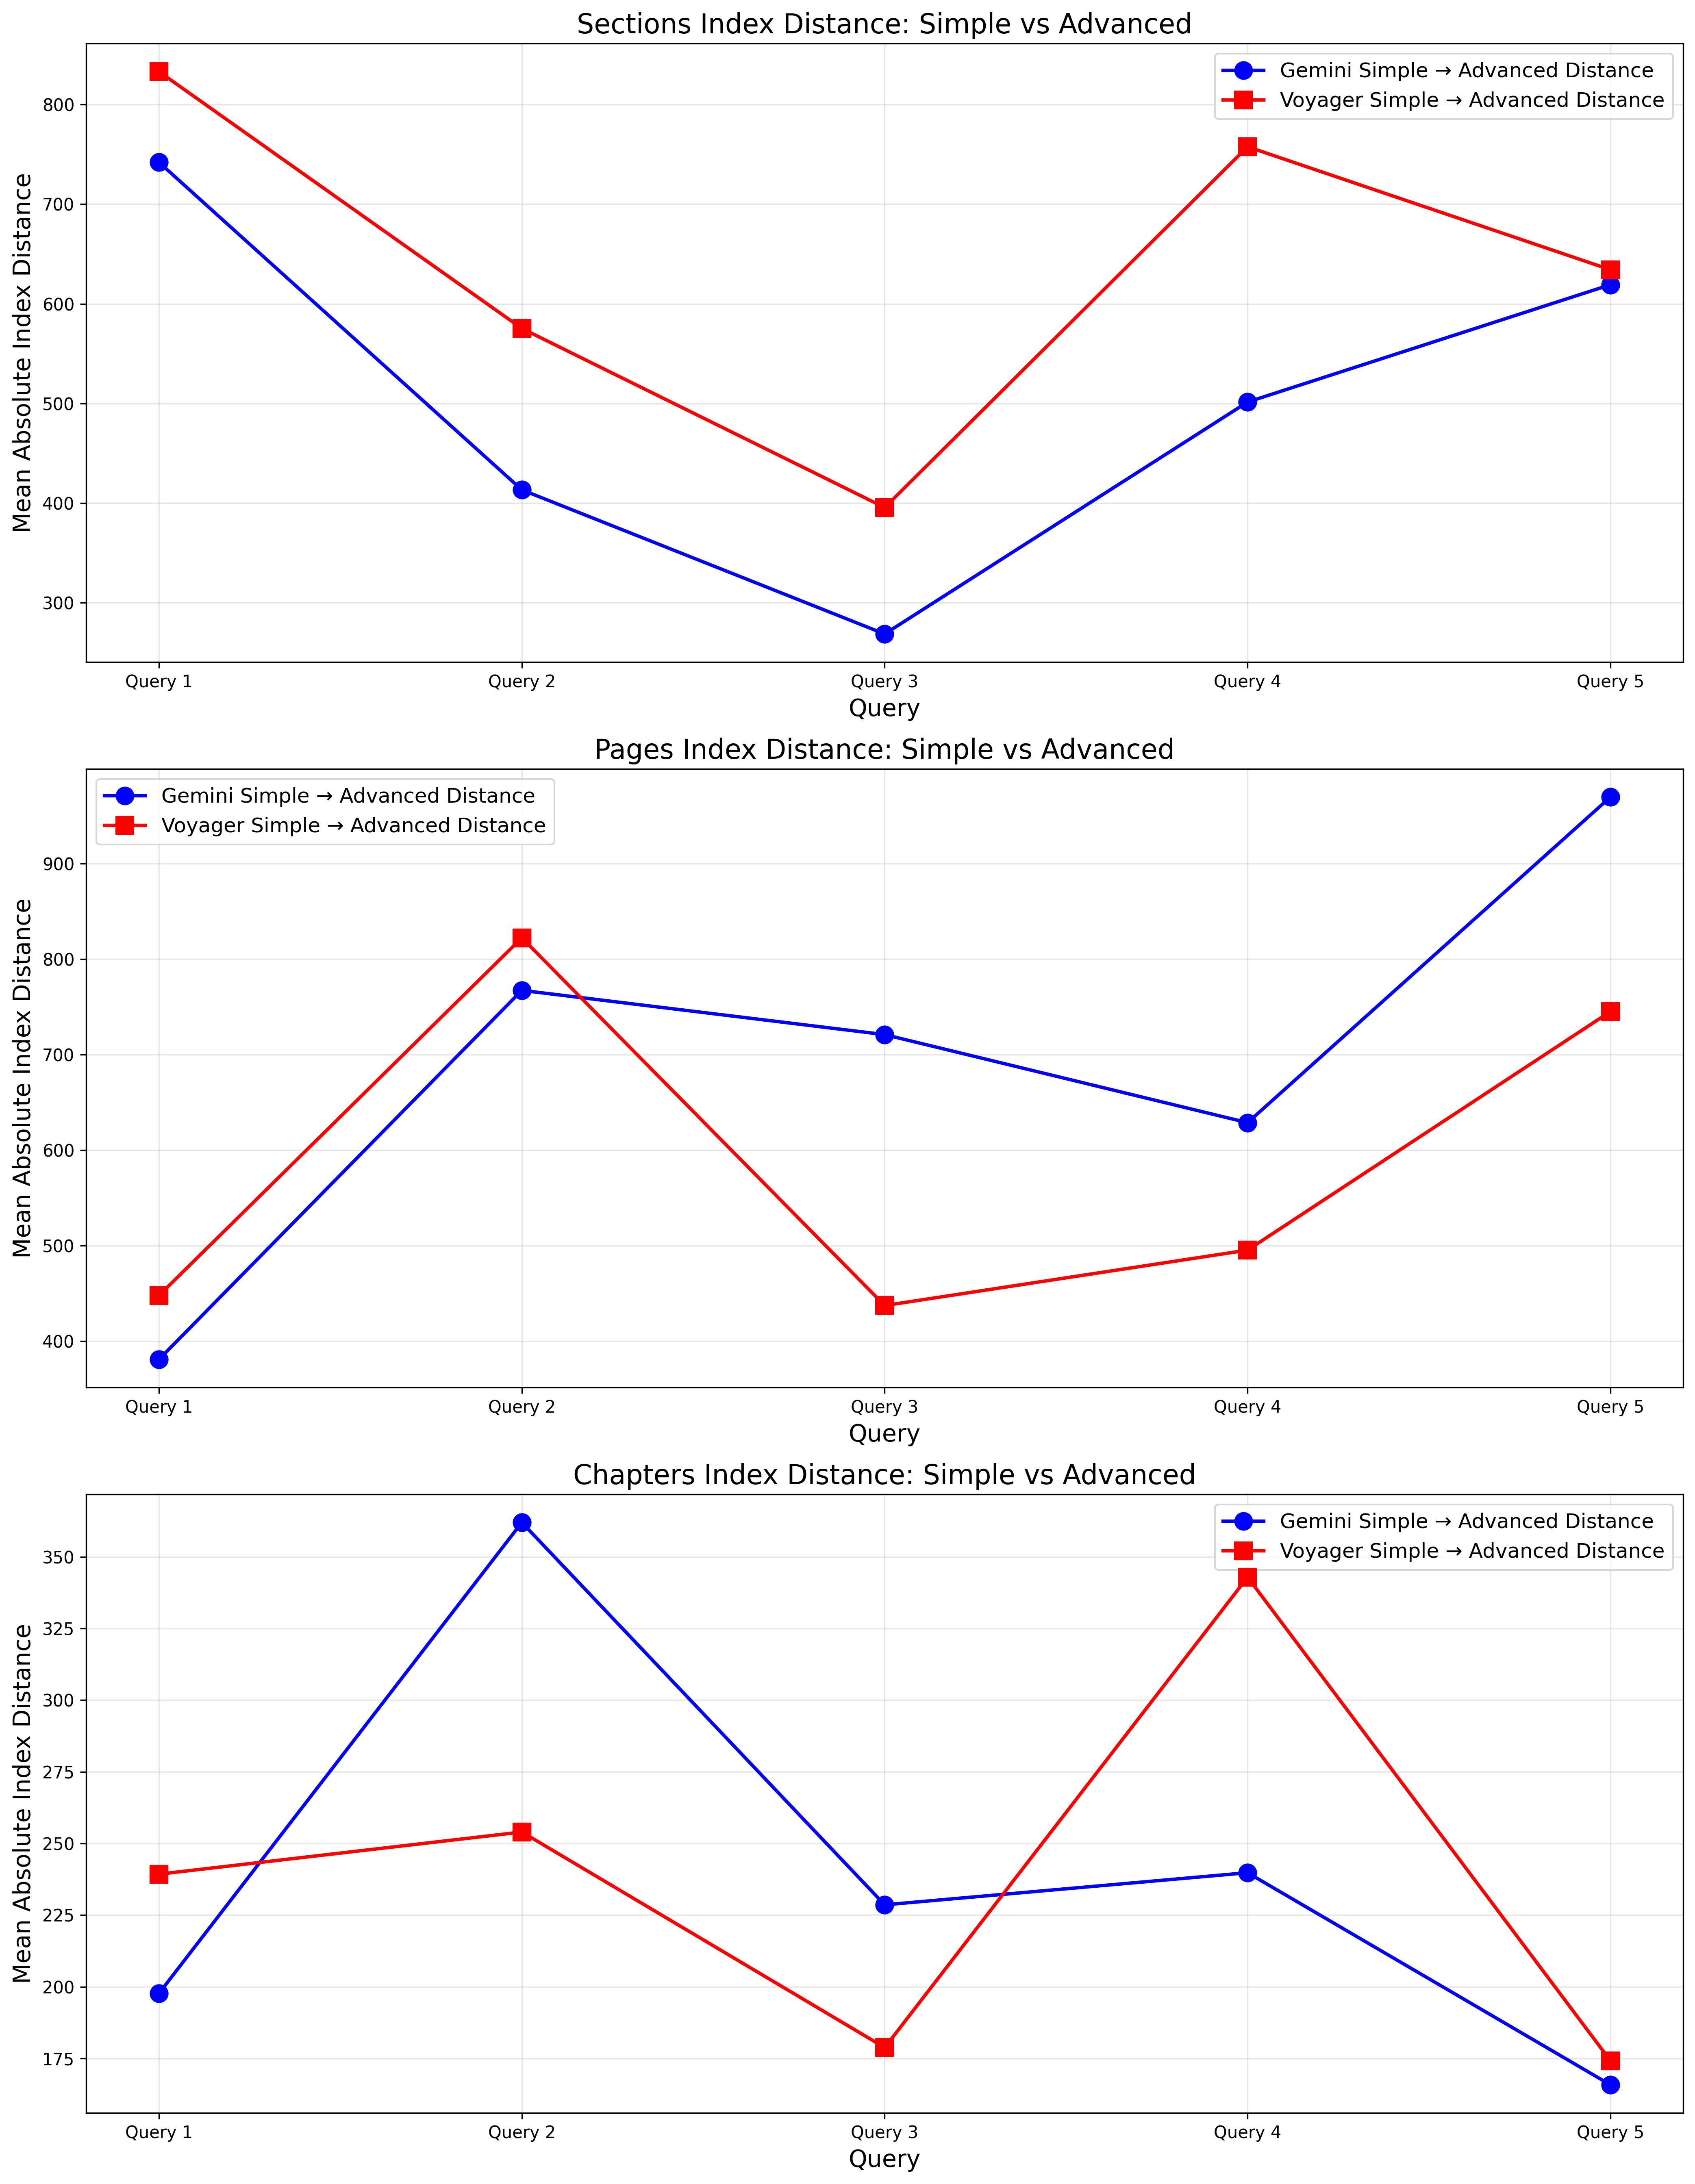 Sections Index Distance: Simple vs Advanced
Gemini Simple → Advanced Distance
Voyager Simple → Advanced Distance
Mean Absolute Index Distance
800
700
600
500
400
300
Query 1
Query 2
Query 3
Query 4
Query 5
Query
Pages Index Distance: Simple vs Advanced
Gemini Simple → Advanced Distance
Voyager Simple → Advanced Distance
Mean Absolute Index Distance
900
800
700
600
500
400
Query 1
Query 2
Query 3
Query 4
Query 5
Query
Chapters Index Distance: Simple vs Advanced
Gemini Simple → Advanced Distance
Voyager Simple → Advanced Distance
Mean Absolute Index Distance
350
325
300
275
250
225
200
175
Query 1
Query 2
Query 3
Query 4
Query 5
Query